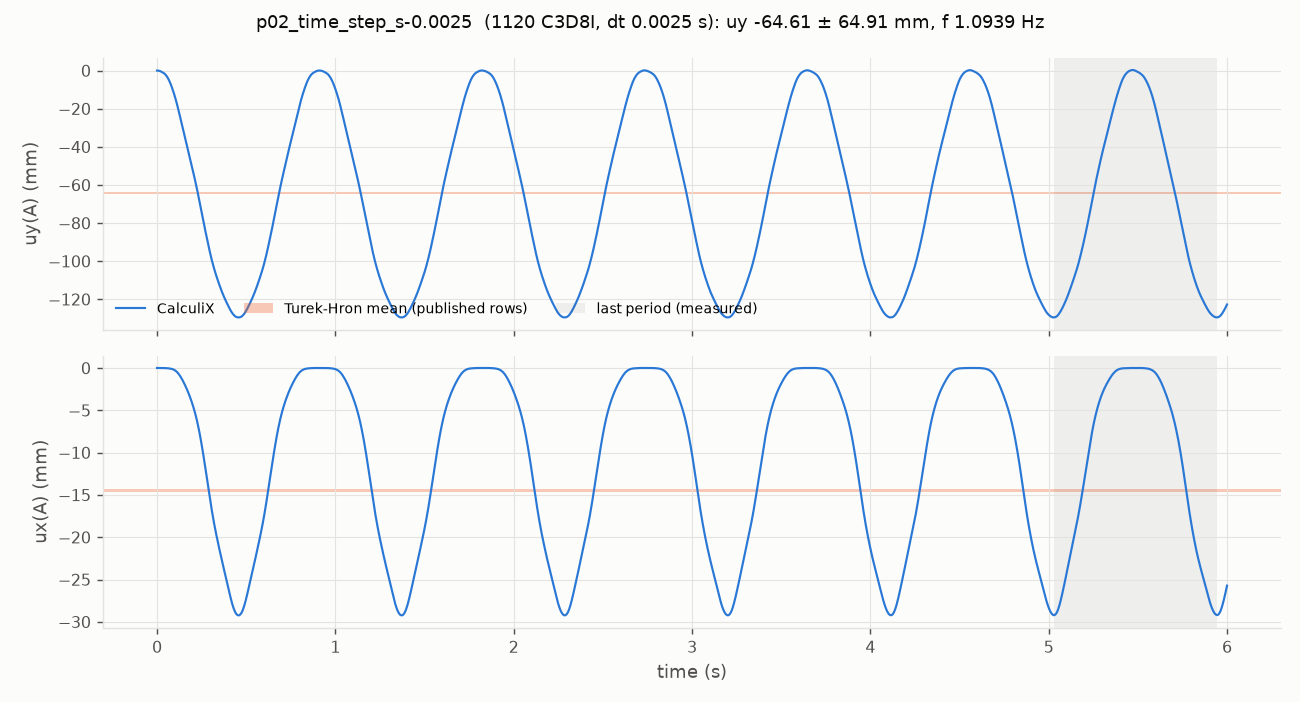 p02_time_step_s-0.0025  (1120 C3D8I, dt 0.0025 s): uy -64.61 ± 64.91 mm, f 1.0939 Hz
uy(A) (mm)
0
−20
−40
−60
−80
−100
−120
CalculiX
Turek-Hron mean (published rows)
last period (measured)
ux(A) (mm)
0
−5
−10
−15
−20
−25
−30
0 1 2 3 4 5 6
time (s)